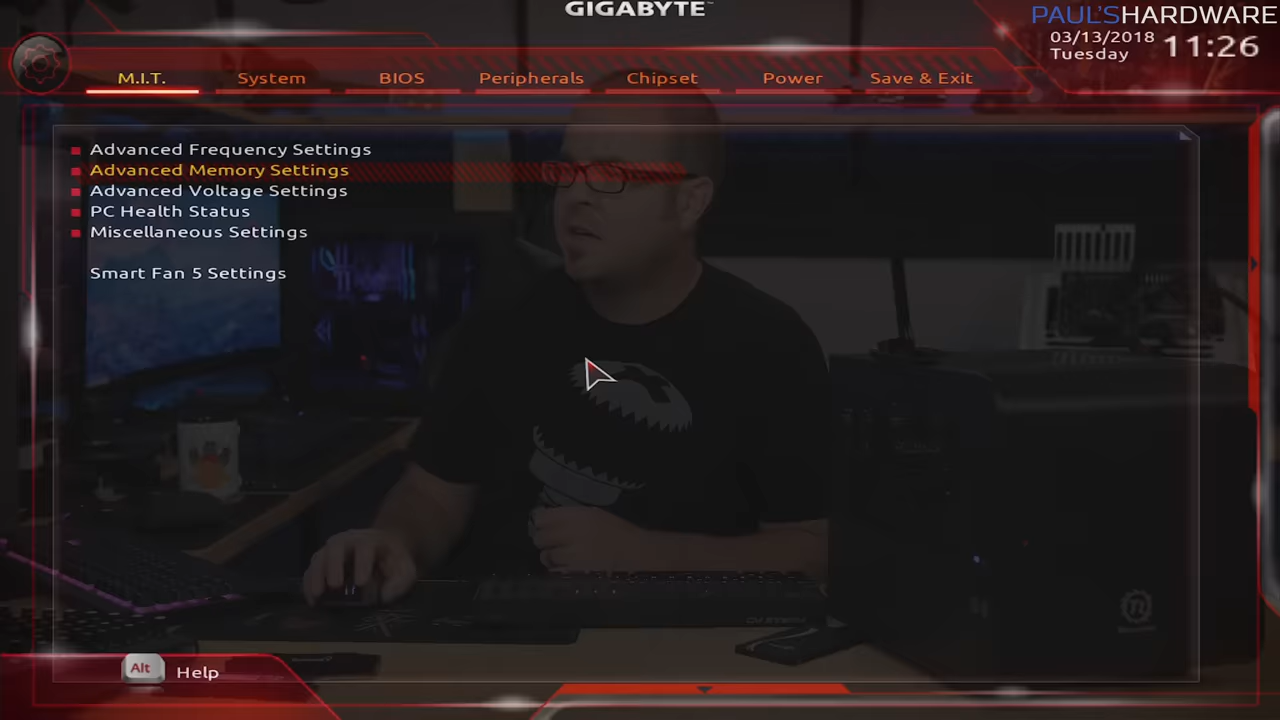 GIGABYTE™
PAUL'SHARDWARE
03/13/2018
Tuesday
11:26
M.I.T.
System
BIOS
Peripherals
Chipset
Power
Save & Exit
Advanced Frequency Settings
Advanced Memory Settings
Advanced Voltage Settings
PC Health Status
Miscellaneous Settings
Smart Fan 5 Settings
Alt
Help